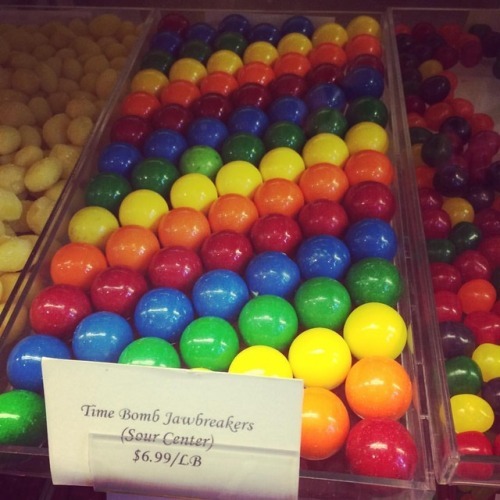 Time Bomb Jawbreakers
(Sour Center)
$6.99/LB